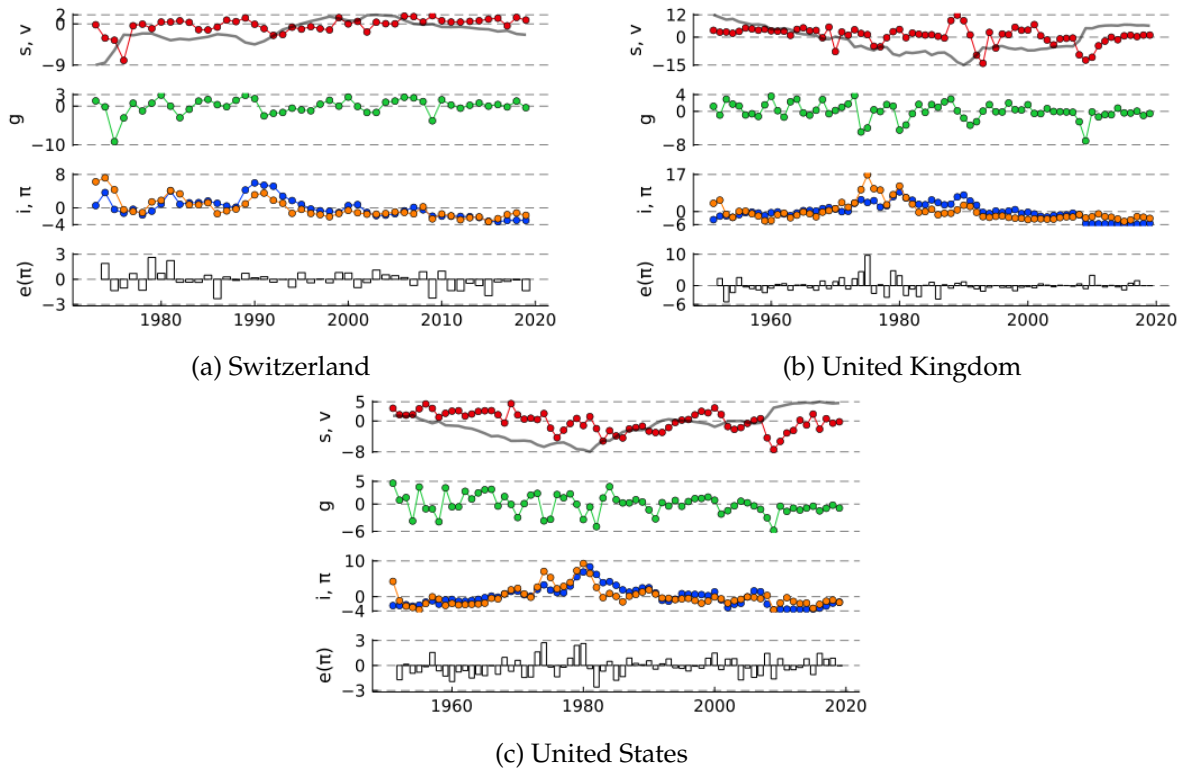 2
−9
s, v
3
0
−10
g
8
0
−4
i, π
3
0
−3
e(π)
1980 1990 2000 2010 2020
(a) Switzerland
12
0
−15
s, v
4
0
−8
g
17
0
−6
i, π
10
0
−6
e(π)
1960 1980 2000 2020
(b) United Kingdom
5
0
−8
s, v
5
0
−6
g
10
0
−4
i, π
3
0
−3
e(π)
1960 1980 2000 2020
(c) United States